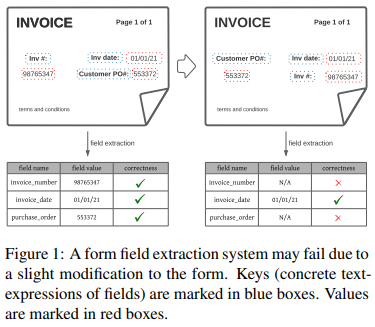 INVOICE Page 1 of 1
Inv #: Inv date: 01/01/21
98765347 Customer PO#: 553372
terms and conditions
INVOICE Page 1 of 1
Customer PO#: Inv date: 01/01/21
553372 Inv #: 98765347
terms and conditions
field extraction
field extraction
field name field value correctness
invoice_number 98765347
invoice_date 01/01/21
purchase_order 553372
field name field value correctness
invoice_number N/A
invoice_date 01/01/21
purchase_order N/A
Figure 1: A form field extraction system may fail due to
a slight modification to the form. Keys (concrete text-
expressions of fields) are marked in blue boxes. Values
are marked in red boxes.